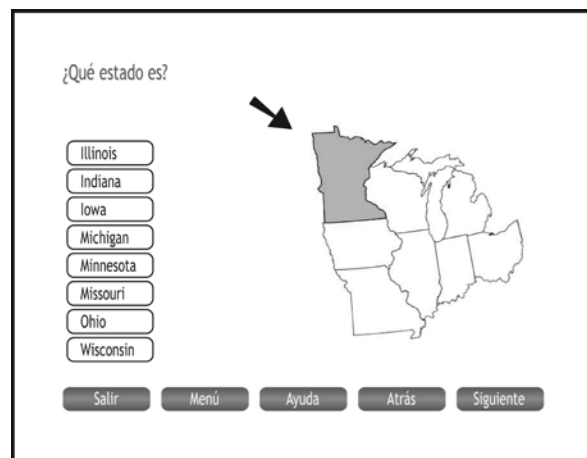 ¿Qué estado es?
Illinois
Indiana
Iowa
Michigan
Minnesota
Missouri
Ohio
Wisconsin
Salir Menú Ayuda Atrás Siguiente